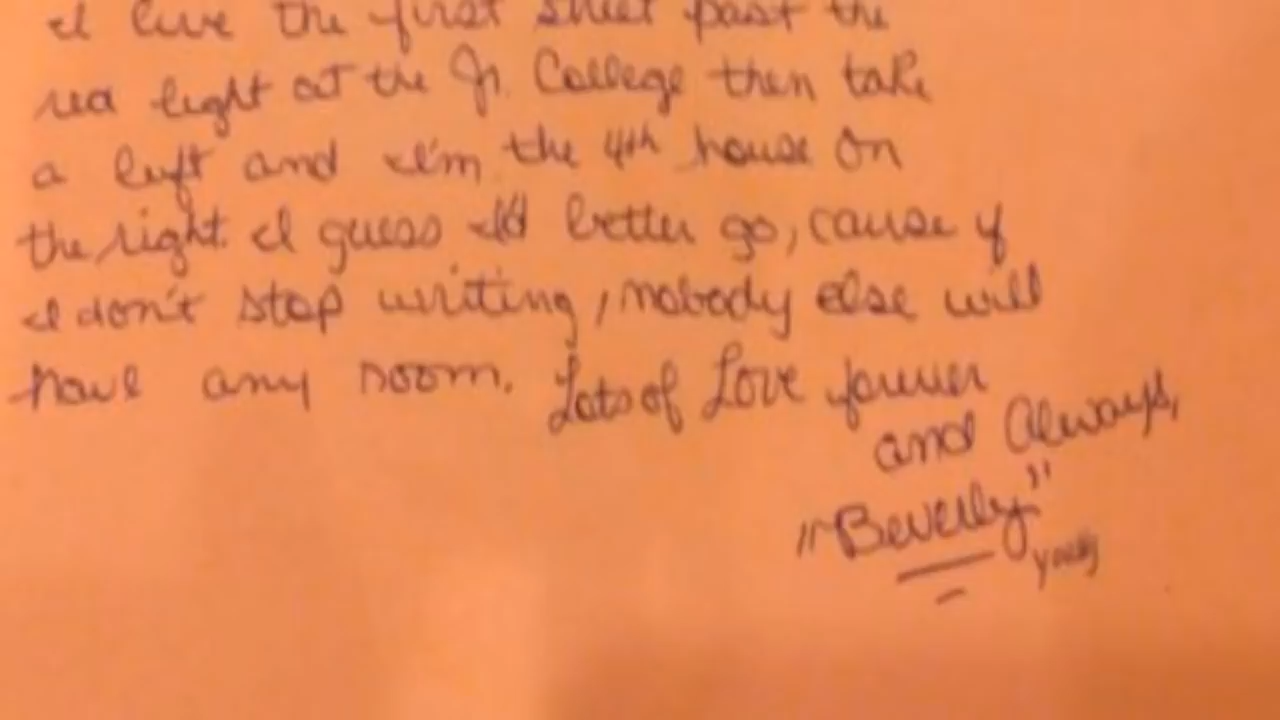 I live the first street past the
red light at the Jr. College then take
a left and I'm the 4th house on
the right. I guess I'd better go, cause if
I don't stop writing, nobody else will
have any room. Lots of Love forever
and Always,
"Beverly"